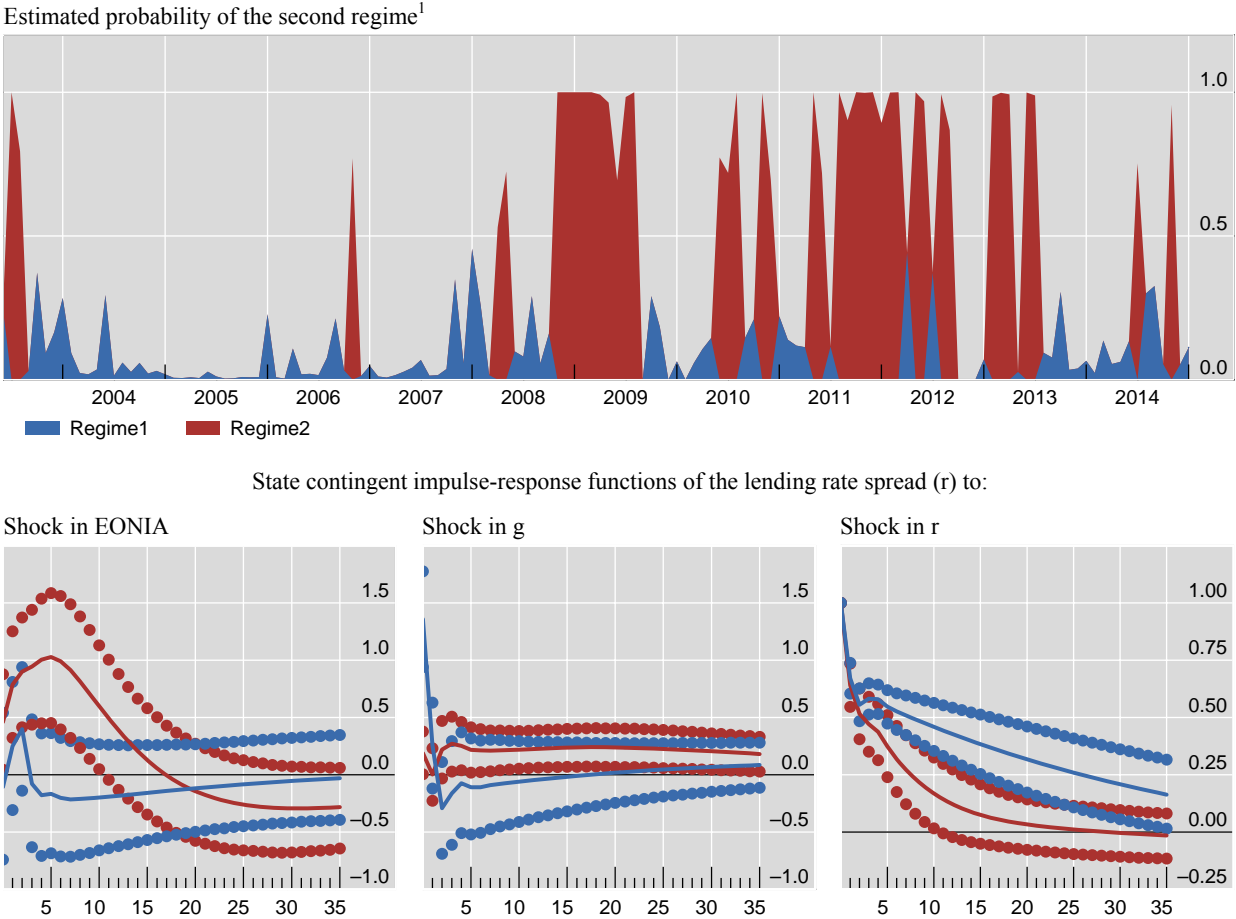 Estimated probability of the second regime1
1.0
0.5
0.0
2004 2005 2006 2007 2008 2009 2010 2011 2012 2013 2014
Regime1 Regime2
State contingent impulse-response functions of the lending rate spread (r) to:
Shock in EONIA
1.5
1.0
0.5
0.0
–0.5
–1.0
5 10 15 20 25 30 35
Shock in g
1.5
1.0
0.5
0.0
–0.5
–1.0
5 10 15 20 25 30 35
Shock in r
1.00
0.75
0.50
0.25
0.00
–0.25
5 10 15 20 25 30 35